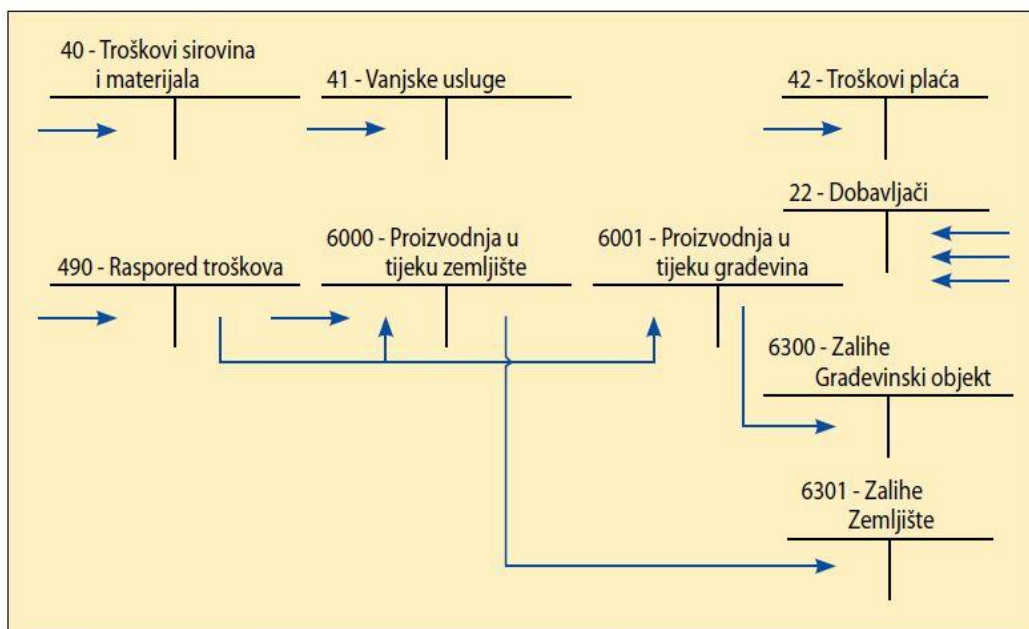 40 - Troškovi sirovina
i materijala
41 - Vanjske usluge
42 - Troškovi plaća
22 - Dobavljači
490 - Raspored troškova
6000 - Proizvodnja u
tijeku zemljište
6001 - Proizvodnja u
tijeku građevina
6300 - Zalihe
Građevinski objekt
6301 - Zalihe
Zemljište